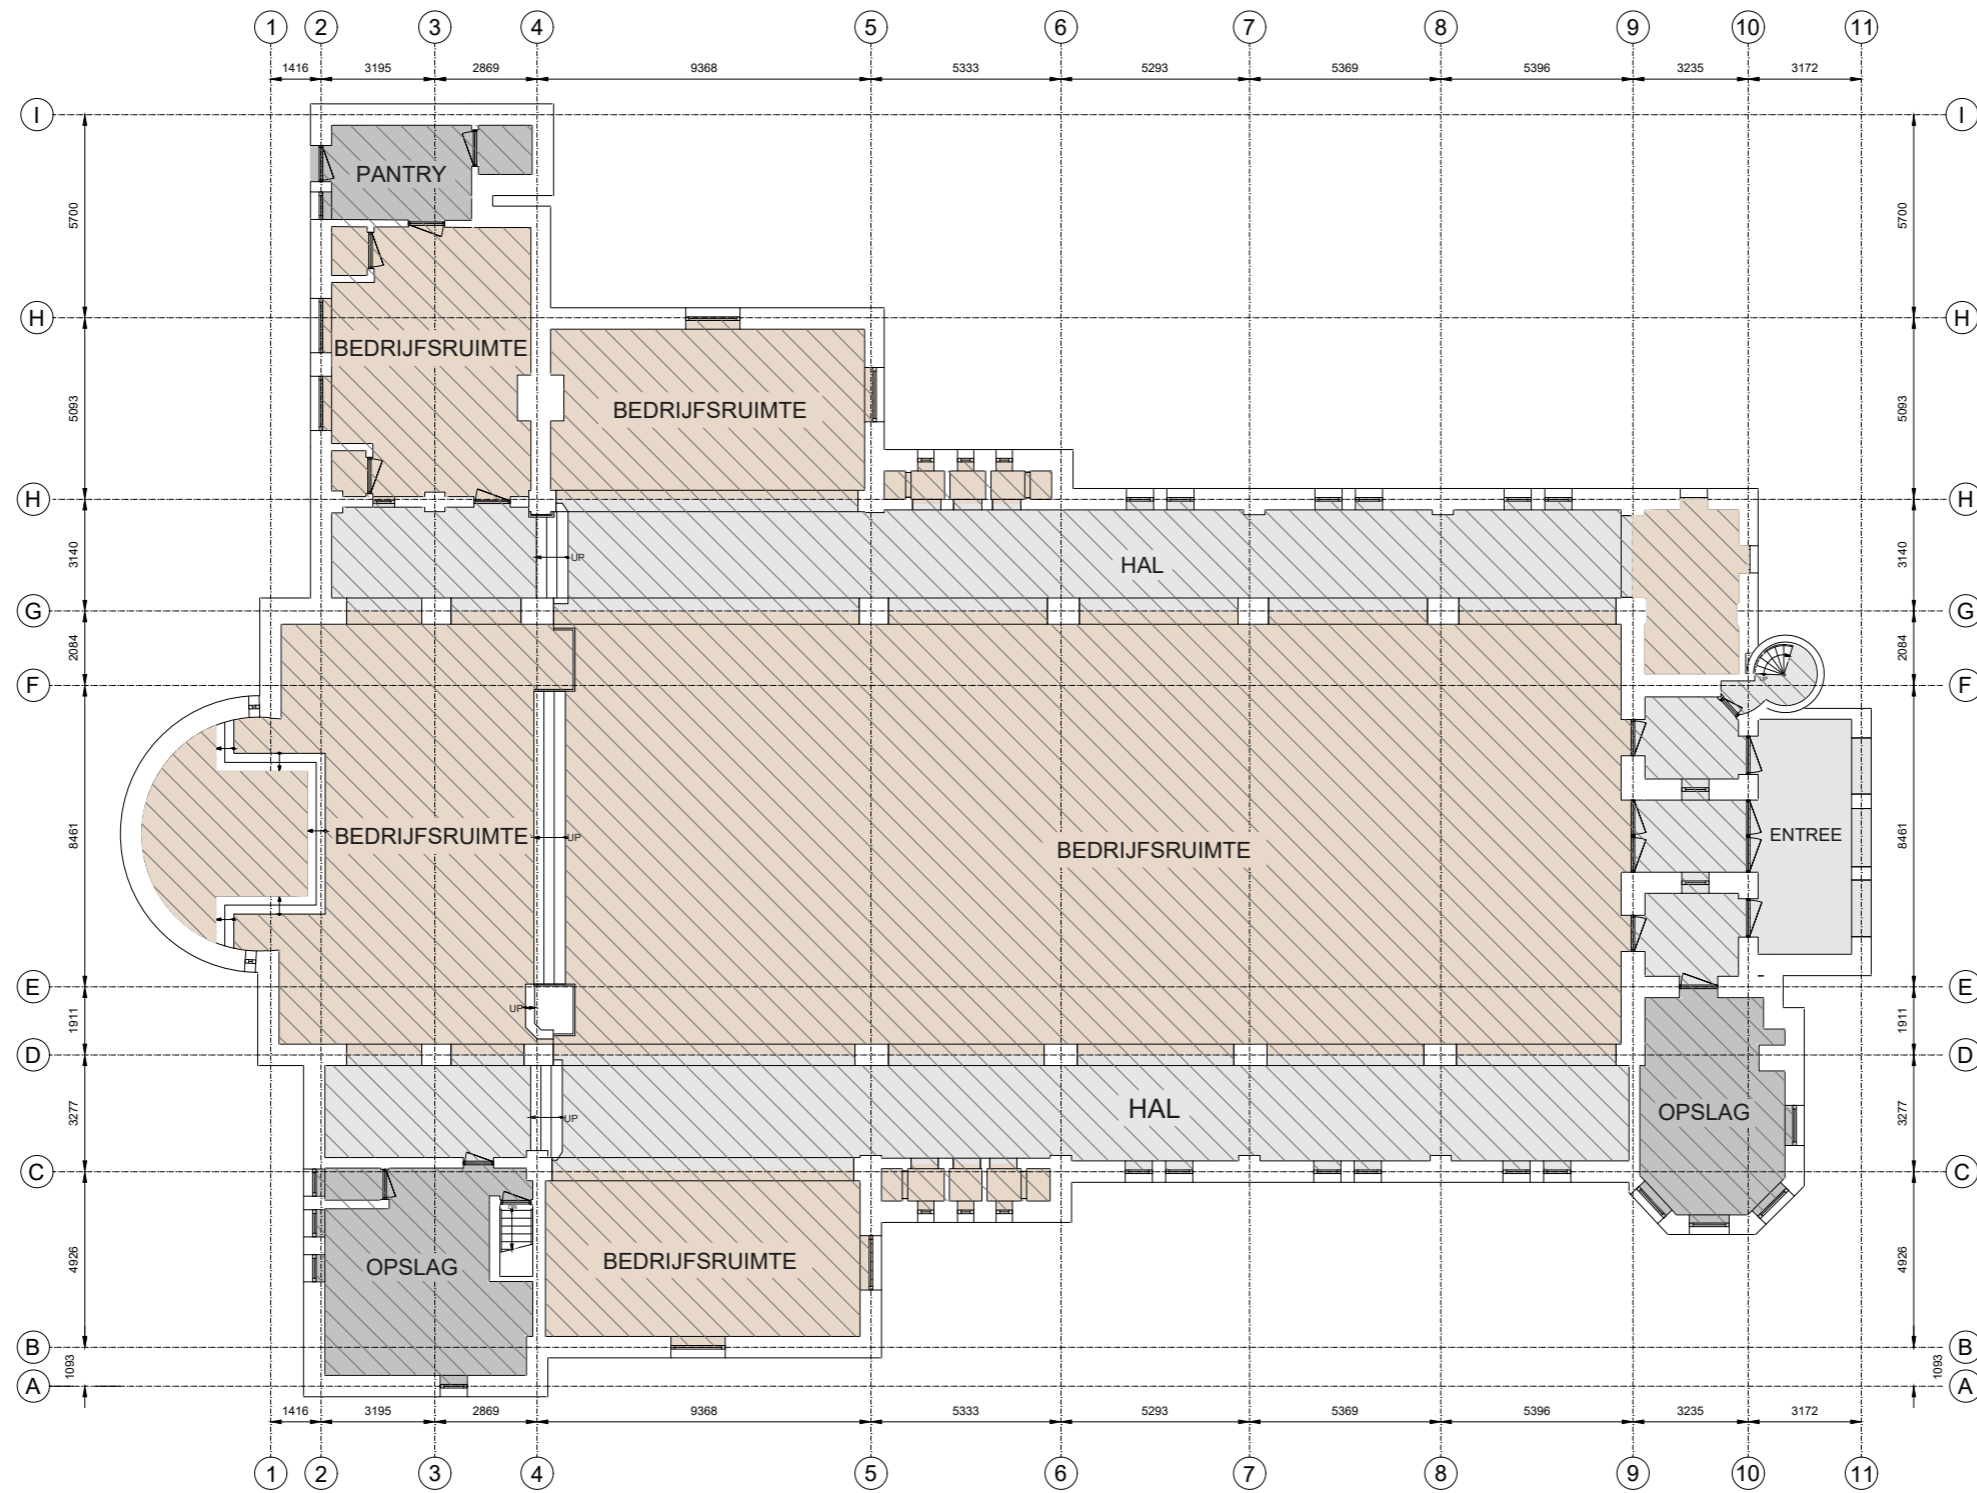 1 2 3 4 5 6 7 8 9 10 11
1416 3195 2869 9368 5333 5293 5369 5396 3235 3172
I I
PANTRY
5700 5700
H H
BEDRIJFSRUIMTE
BEDRIJFSRUIMTE
5093 5093
H H
UP
HAL
3140 3140
G G
2084 2084
F F
BEDRIJFSRUIMTE UP BEDRIJFSRUIMTE ENTREE
8461 8461
E E
UP
1911 1911
D D
HAL OPSLAG
UP
3277 3277
C C
OPSLAG BEDRIJFSRUIMTE
4926 4926
B B
1093 1093
A A
1416 3195 2869 9368 5333 5293 5369 5396 3235 3172
1 2 3 4 5 6 7 8 9 10 11